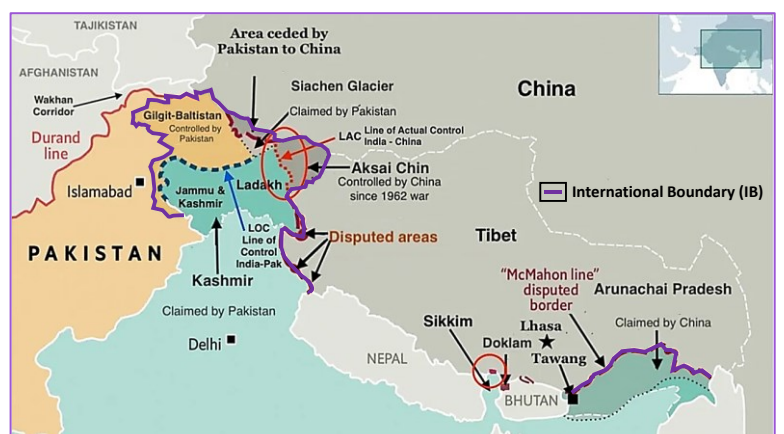 TAJIKISTAN
Area ceded by
Pakistan to China
AFGHANISTAN
Wakhan
Corridor
Siachen Glacier
China
Gilgit-Baltistan
Controlled by
Pakistan
Claimed by Pakistan
Durand
line
LAC Line of Actual Control
India - China
Aksai Chin
Controlled by China
since 1962 war
Islamabad
Jammu &
Kashmir
Ladakh
International Boundary (IB)
LOC
Line of
Control
India-Pak
Disputed areas
Tibet
PAKISTAN
Kashmir
Claimed by Pakistan
"McMahon line"
disputed
border
Arunachai Pradesh
Claimed by China
Sikkim
Lhasa
Doklam
Tawang
Delhi
NEPAL
BHUTAN